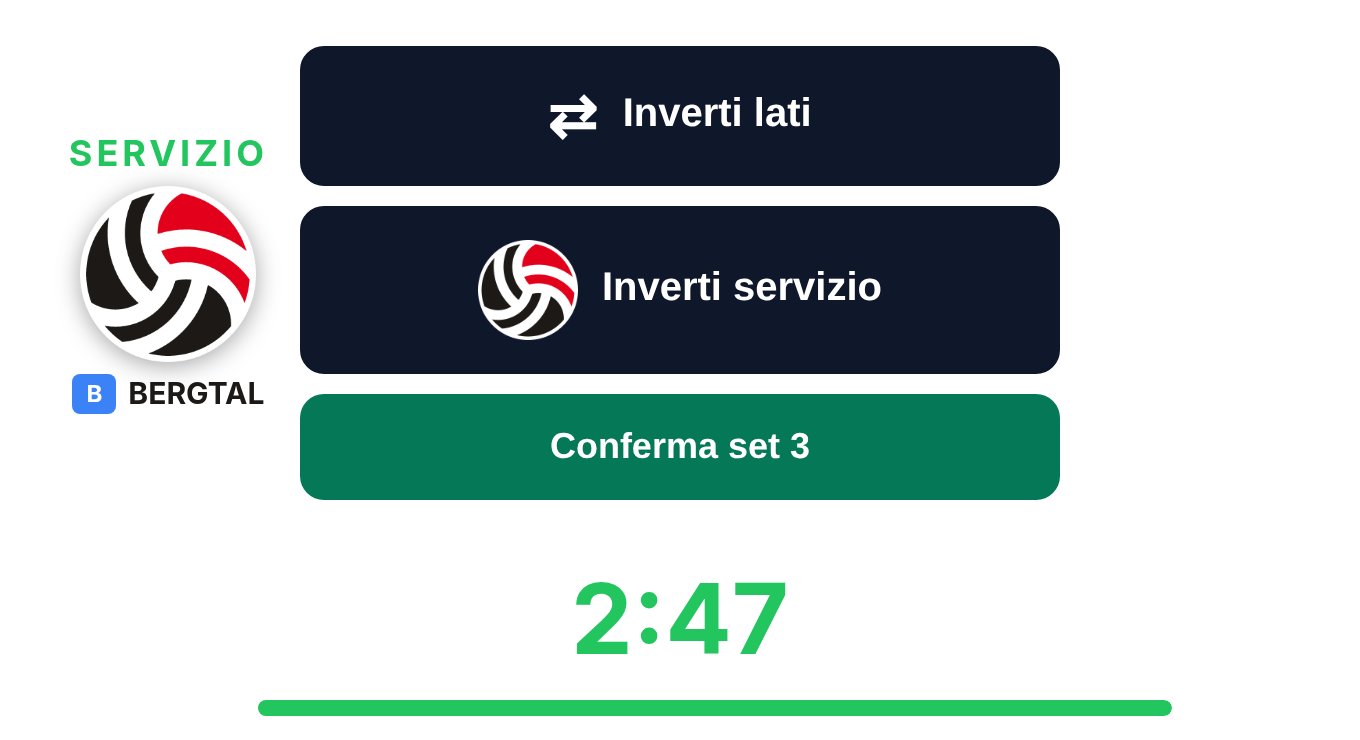 SERVIZIO
B BERGTAL
⇄ Inverti lati
Inverti servizio
Conferma set 3
2:47